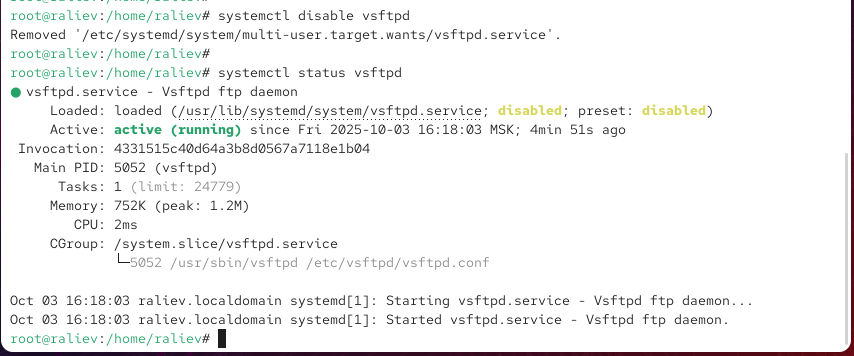 root@raliev:/home/raliev#
root@raliev:/home/raliev# systemctl disable vsftpd
Removed '/etc/systemd/system/multi-user.target.wants/vsftpd.service'.
root@raliev:/home/raliev#
root@raliev:/home/raliev# systemctl status vsftpd
● vsftpd.service - Vsftpd ftp daemon
     Loaded: loaded (/usr/lib/systemd/system/vsftpd.service; disabled; preset: disabled)
     Active: active (running) since Fri 2025-10-03 16:18:03 MSK; 4min 51s ago
 Invocation: 4331515c40d64a3b8d0567a7118e1b04
   Main PID: 5052 (vsftpd)
      Tasks: 1 (limit: 24779)
     Memory: 752K (peak: 1.2M)
        CPU: 2ms
     CGroup: /system.slice/vsftpd.service
             └─5052 /usr/sbin/vsftpd /etc/vsftpd/vsftpd.conf
Oct 03 16:18:03 raliev.localdomain systemd[1]: Starting vsftpd.service - Vsftpd ftp daemon...
Oct 03 16:18:03 raliev.localdomain systemd[1]: Started vsftpd.service - Vsftpd ftp daemon.
root@raliev:/home/raliev#